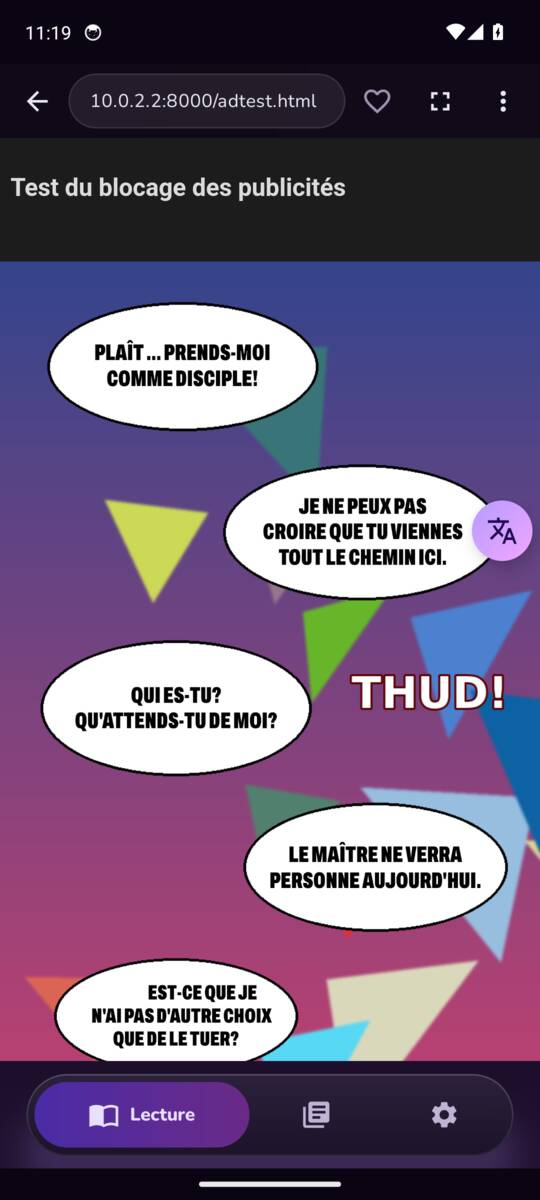 11:19
10.0.2.2:8000/adtest.html
Test du blocage des publicités
PLAÎT ... PRENDS-MOI
COMME DISCIPLE!
JE NE PEUX PAS
CROIRE QUE TU VIENNES
TOUT LE CHEMIN ICI.
QUI ES-TU?
QU'ATTENDS-TU DE MOI?
THUD!
LE MAÎTRE NE VERRA
PERSONNE AUJOURD'HUI.
EST-CE QUE JE
N'AI PAS D'AUTRE CHOIX
QUE DE LE TUER?
Lecture